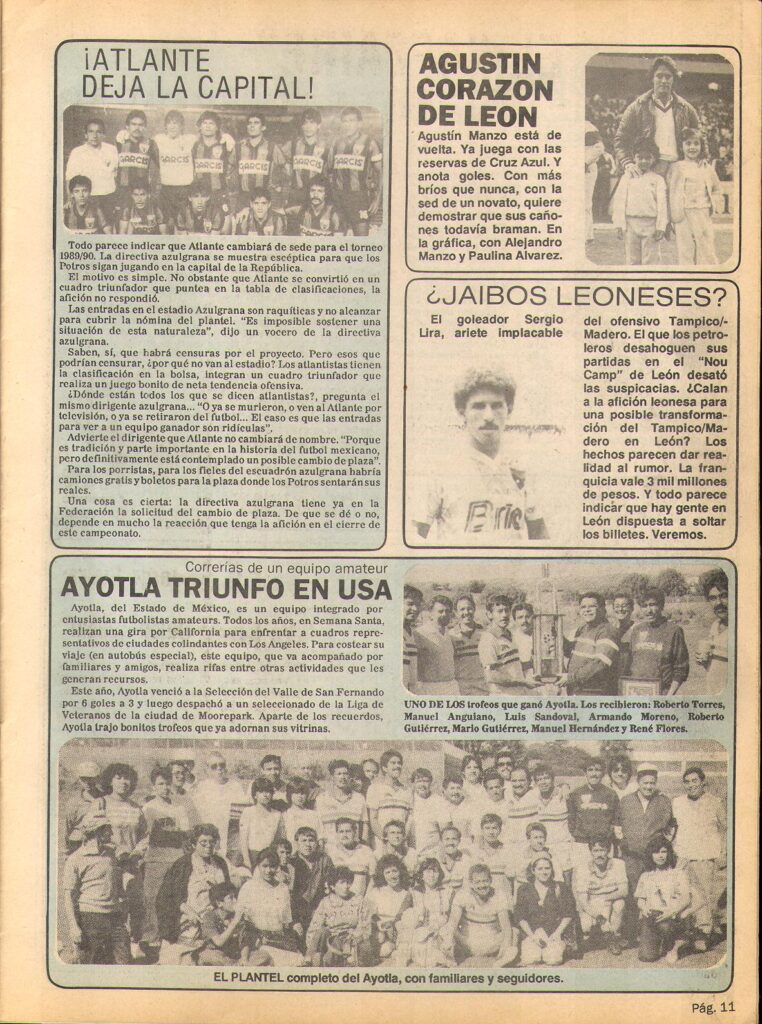 ¡ATLANTE
DEJA LA CAPITAL!
GARCIS
GARCIS
GARCIS
GARCIS
GARCIS
GARCIS
Todo parece indicar que Atlante cambiará de sede para el torneo
1989/90. La directiva azulgrana se muestra escéptica para que los
Potros sigan jugando en la capital de la República.
El motivo es simple. No obstante que Atlante se convirtió en un
cuadro triunfador que puntea en la tabla de clasificaciones, la
afición no respondió.
Las entradas en el estadio Azulgrana son raquíticas y no alcanzar
para cubrir la nómina del plantel. "Es imposible sostener una
situación de esta naturaleza", dijo un vocero de la directiva
azulgrana.
Saben, sí, que habrá censuras por el proyecto. Pero esos que
podrían censurar, ¿por qué no van al estadio? Los atlantistas tienen
la clasificación en la bolsa, integran un cuadro triunfador que
realiza un juego bonito de neta tendencia ofensiva.
¿Dónde están todos los que se dicen atlantistas?, pregunta el
mismo dirigente azulgrana... "O ya se murieron, o ven al Atlante por
televisión, o ya se retiraron del futbol... El caso es que las entradas
para ver a un equipo ganador son ridículas".
Advierte el dirigente que Atlante no cambiará de nombre. "Porque
es tradición y parte importante en la historia del futbol mexicano,
pero definitivamente está contemplado un posible cambio de plaza".
Para los porristas, para los fieles del escuadrón azulgrana habría
camiones gratis y boletos para la plaza donde los Potros sentarán sus
reales.
Una cosa es cierta: la directiva azulgrana tiene ya en la
Federación la solicitud del cambio de plaza. De que se dé o no,
depende en mucho la reacción que tenga la afición en el cierre de
este campeonato.
AGUSTIN
CORAZON
DE LEON
Agustín Manzo está de
vuelta. Ya juega con las
reservas de Cruz Azul. Y
anota goles. Con más
bríos que nunca, con la
sed de un novato, quiere
demostrar que sus caño-
nes todavía braman. En
la gráfica, con Alejandro
Manzo y Paulina Alvarez.
¿JAIBOS LEONESES?
El goleador Sergio
Lira, ariete implacable
del ofensivo Tampico/-
Madero. El que los petro-
leros desahoguen sus
partidas en el "Nou
Camp" de León desató
las suspicacias. ¿Calan
a la afición leonesa para
una posible transforma-
ción del Tampico/Ma-
dero en León? Los
hechos parecen dar rea-
lidad al rumor. La fran-
quicia vale 3 mil millones
de pesos. Y todo parece
indicar que hay gente en
León dispuesta a soltar
los billetes. Veremos.
Correrías de un equipo amateur
AYOTLA TRIUNFO EN USA
Ayotla, del Estado de México, es un equipo integrado por
entusiastas futbolistas amateurs. Todos los años, en Semana Santa,
realizan una gira por California para enfrentar a cuadros repre-
sentativos de ciudades colindantes con Los Angeles. Para costear su
viaje (en autobús especial), este equipo, que va acompañado por
familiares y amigos, realiza rifas entre otras actividades que les
generan recursos.
Este año, Ayotla venció a la Selección del Valle de San Fernando
por 6 goles a 3 y luego despachó a un seleccionado de la Liga de
Veteranos de la ciudad de Moorepark. Aparte de los recuerdos,
Ayotla trajo bonitos trofeos que ya adornan sus vitrinas.
UNO DE LOS trofeos que ganó Ayotla. Los recibieron: Roberto Torres,
Manuel Anguiano, Luis Sandoval, Armando Moreno, Roberto
Gutiérrez, Mario Gutiérrez, Manuel Hernández y René Flores.
EL PLANTEL completo del Ayotla, con familiares y seguidores.
Pág. 11